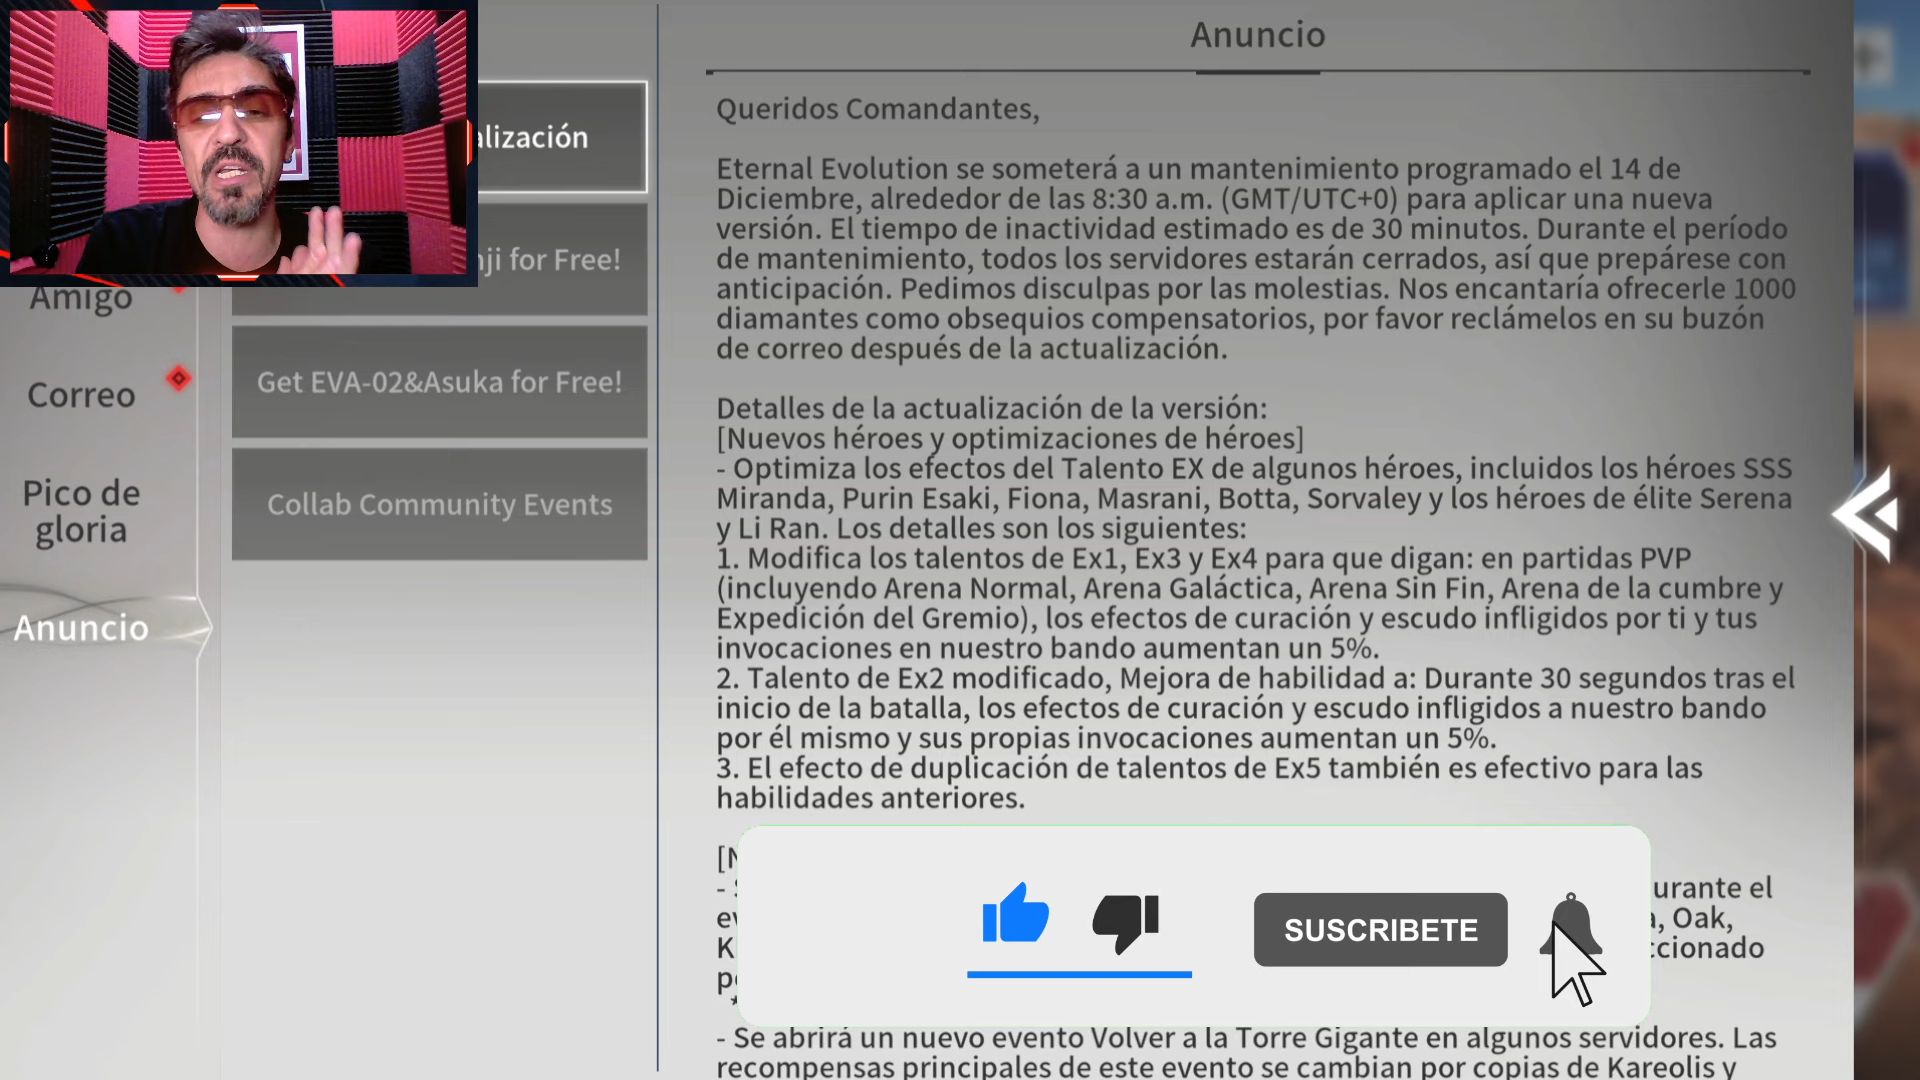 Anuncio
Queridos Comandantes,
Eternal Evolution se someterá a un mantenimiento programado el 14 de
Diciembre, alrededor de las 8:30 a.m. (GMT/UTC+0) para aplicar una nueva
versión. El tiempo de inactividad estimado es de 30 minutos. Durante el período
de mantenimiento, todos los servidores estarán cerrados, así que prepárese con
anticipación. Pedimos disculpas por las molestias. Nos encantaría ofrecerle 1000
diamantes como obsequios compensatorios, por favor reclámelos en su buzón
de correo después de la actualización.
Detalles de la actualización de la versión:
[Nuevos héroes y optimizaciones de héroes]
- Optimiza los efectos del Talento EX de algunos héroes, incluidos los héroes SSS
Miranda, Purin Esaki, Fiona, Masrani, Botta, Sorvaley y los héroes de élite Serena
y Li Ran. Los detalles son los siguientes:
1. Modifica los talentos de Ex1, Ex3 y Ex4 para que digan: en partidas PVP
(incluyendo Arena Normal, Arena Galáctica, Arena Sin Fin, Arena de la cumbre y
Expedición del Gremio), los efectos de curación y escudo infligidos por ti y tus
invocaciones en nuestro bando aumentan un 5%.
2. Talento de Ex2 modificado, Mejora de habilidad a: Durante 30 segundos tras el
inicio de la batalla, los efectos de curación y escudo infligidos a nuestro bando
por él mismo y sus propias invocaciones aumentan un 5%.
3. El efecto de duplicación de talentos de Ex5 también es efectivo para las
habilidades anteriores.
urante el
Oak,
ccionado
- Se abrirá un nuevo evento Volver a la Torre Gigante en algunos servidores. Las
recompensas principales de este evento se cambian por copias de Kareolis y
SUSCRIBETE
alización
nji for Free!
Get EVA-02&Asuka for Free!
Collab Community Events
Amigo
Correo
Pico de
gloria
Anuncio